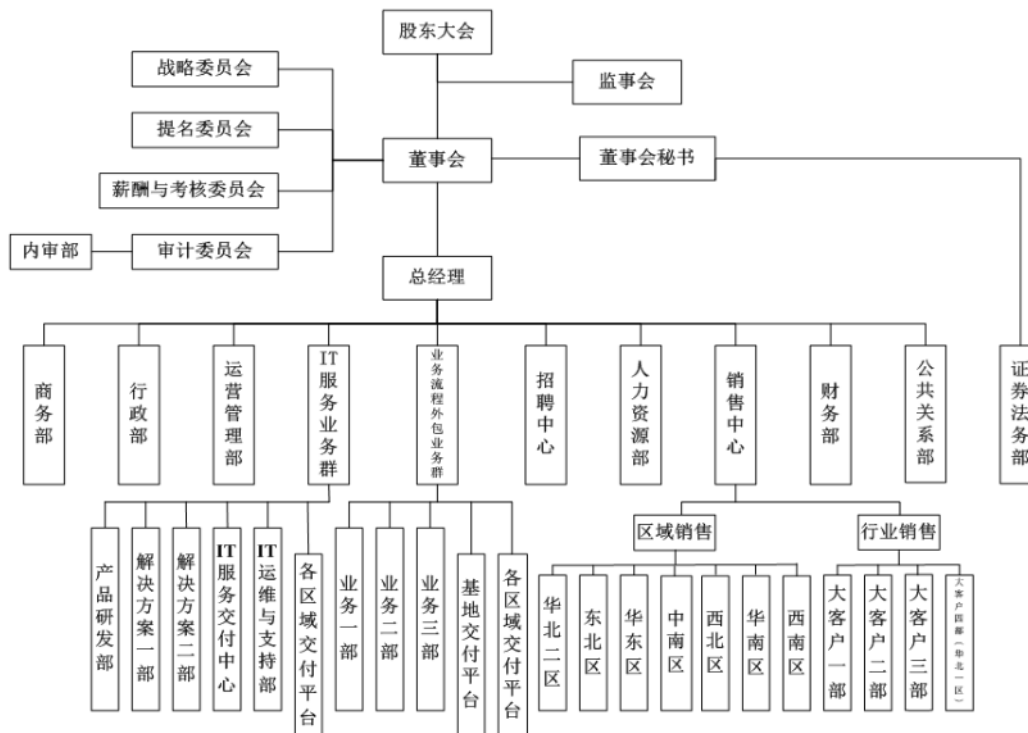 股东大会
监事会
战略委员会
提名委员会
董事会
董事会秘书
薪酬与考核委员会
内审部
审计委员会
总经理
商务部
行政部
运营管理部
IT服务业务群
业务流程外包业务群
招聘中心
人力资源部
销售中心
财务部
公共关系部
证券法务部
区域销售
行业销售
产品研发部
解决方案一部
解决方案二部
IT服务交付中心
IT运维与支持部
各区域交付平台
业务一部
业务二部
业务三部
基地交付平台
各区域交付平台
华北二区
东北区
华东区
中南区
西北区
华南区
西南区
大客户一部
大客户二部
大客户三部
大客户四部（华北一区）